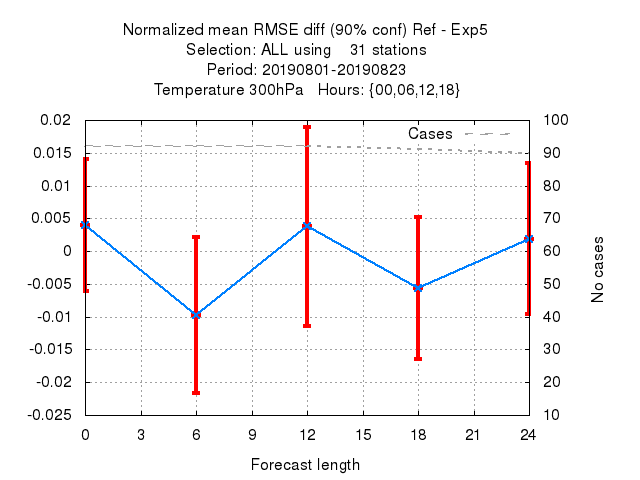 Normalized mean RMSE diff (90% conf) Ref - Exp5
Selection: ALL using    31 stations
Period: 20190801-20190823
Temperature 300hPa   Hours: {00,06,12,18}
0.02
0.015
0.01
0.005
0
-0.005
-0.01
-0.015
-0.02
-0.025
Cases
100
90
80
70
60
50
40
30
20
10
No cases
0 3 6 9 12 15 18 21 24
Forecast length